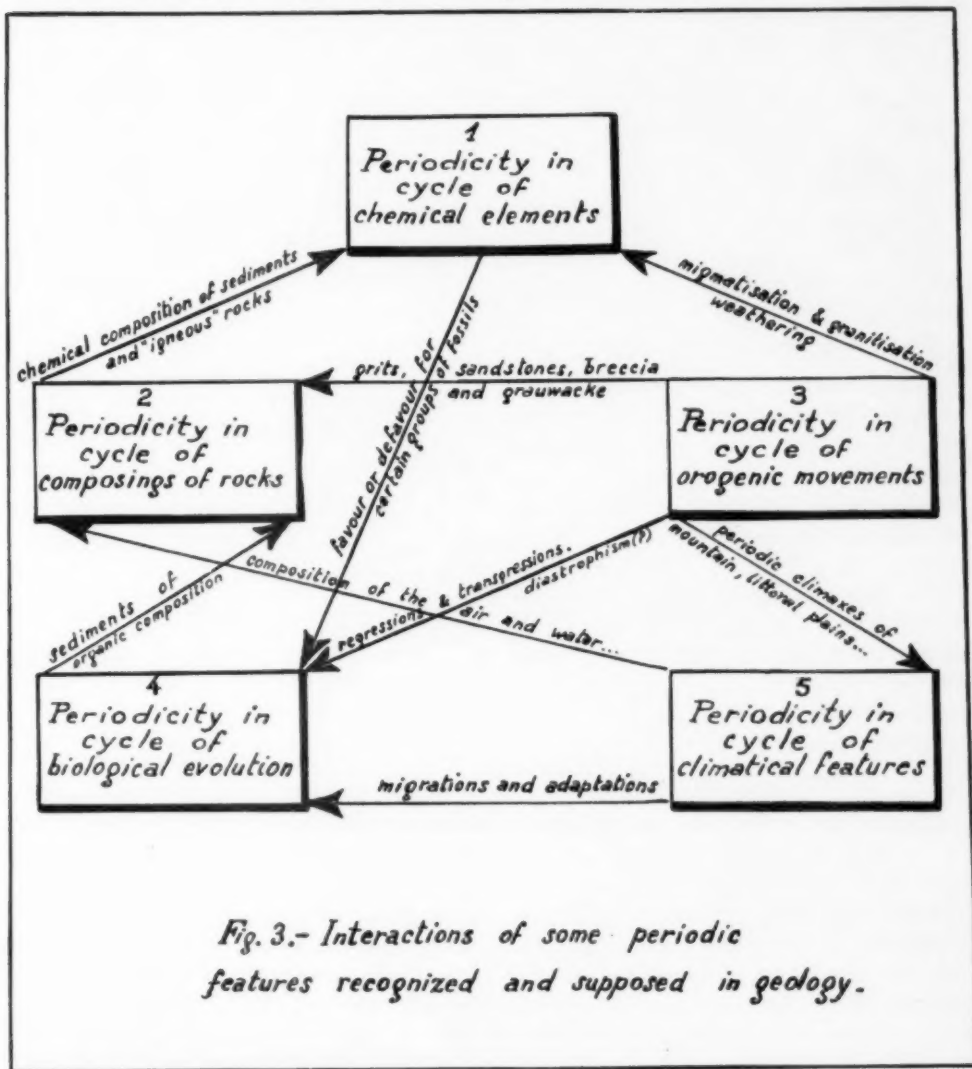 1
Periodicity in
cycle of
chemical elements
chemical composition of sediments
and "igneous" rocks
migmatisation & granitisation
weathering
favour or defavour for
certain groups of fossils
grits, sandstones, breccia
and grauwacke
2
Periodicity in
cycle of
composings of rocks
3
Periodicity in
cycle of
orogenic movements
sediments of
organic composition
composition of the air and water...
regressions & transgressions.
diastrophism(?)
periodic climaxes of
mountain, littoral plains...
4
Periodicity in
cycle of
biological evolution
5
Periodicity in
cycle of
climatical features
migrations and adaptations
Fig. 3.- Interactions of some periodic
features recognized and supposed in geology.